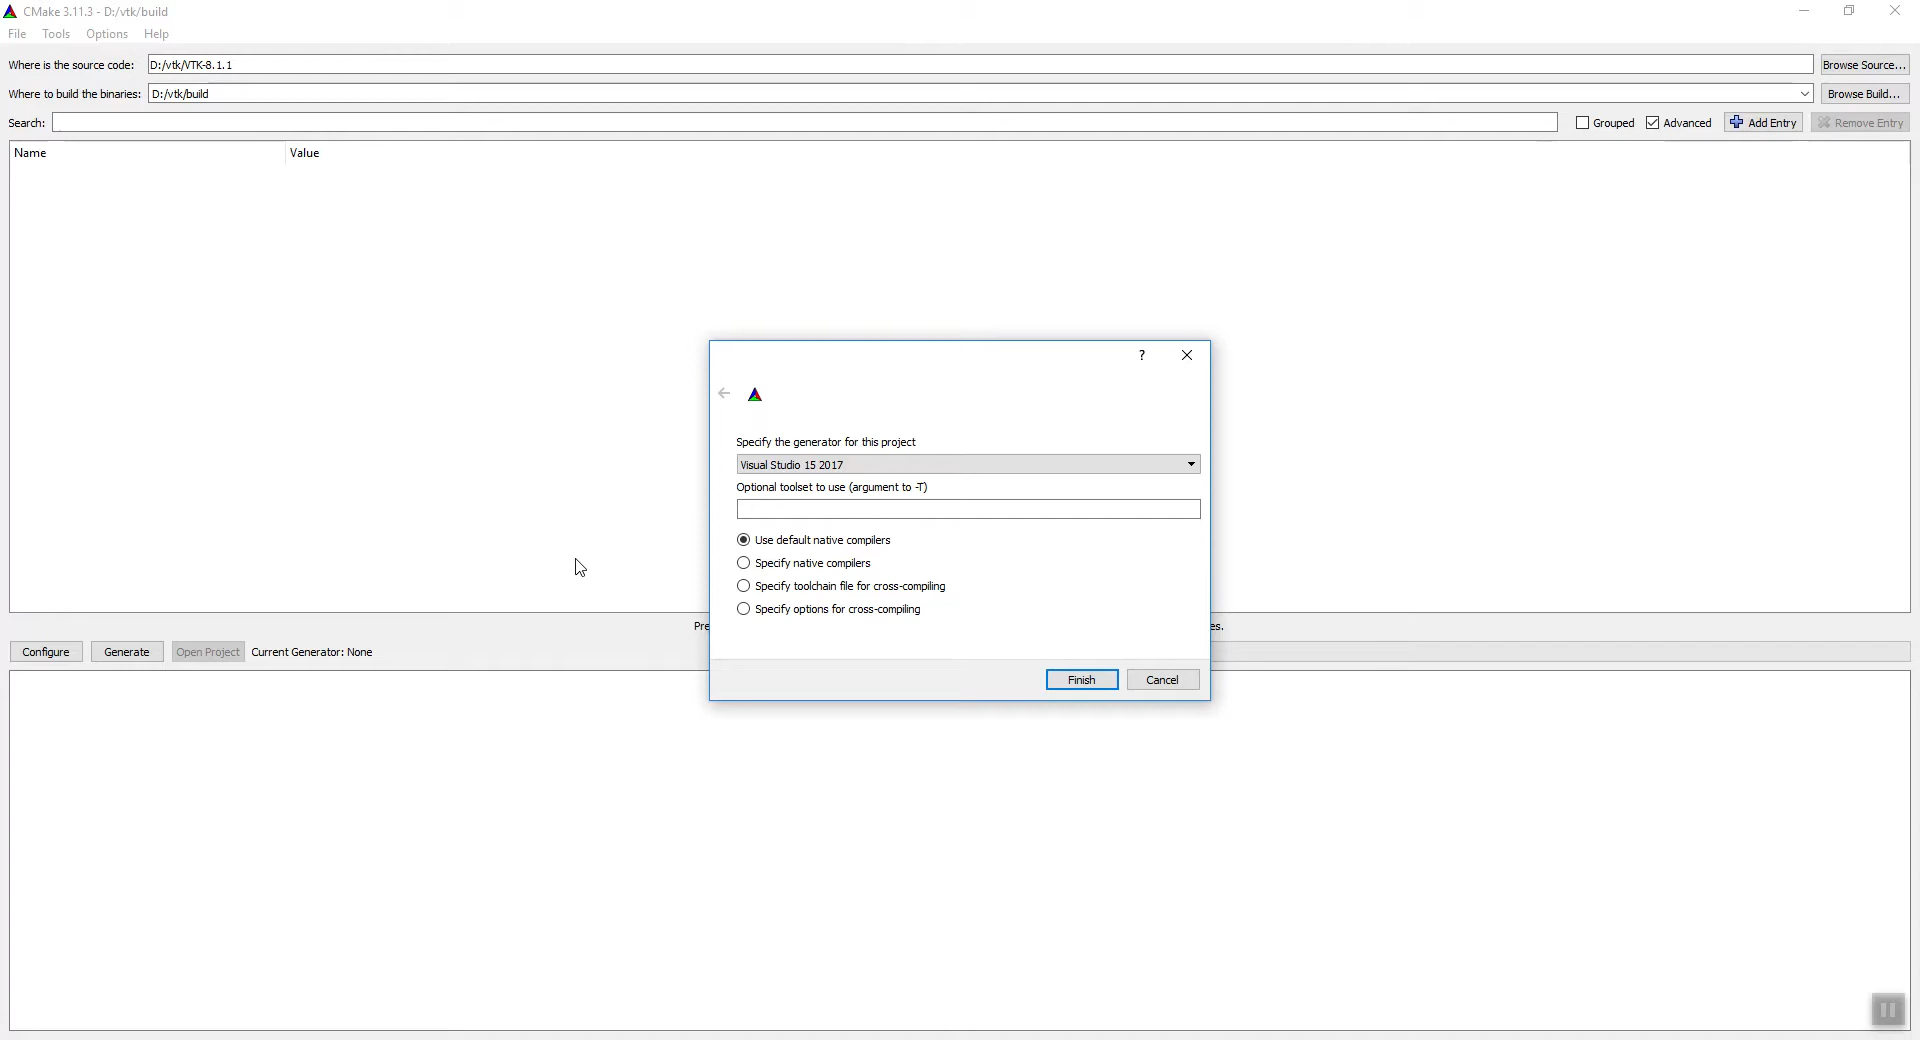 CMake 3.11.3 - D:/vtk/build
File Tools Options Help
Where is the source code: D:/vtk/VTK-8.1.1 Browse Source...
Where to build the binaries: D:/vtk/build Browse Build...
Search: Grouped Advanced Add Entry Remove Entry
Name Value
?
Specify the generator for this project
Visual Studio 15 2017
Optional toolset to use (argument to -T)
Use default native compilers
Specify native compilers
Specify toolchain file for cross-compiling
Specify options for cross-compiling
Finish Cancel
Pre es.
Configure Generate Open Project Current Generator: None